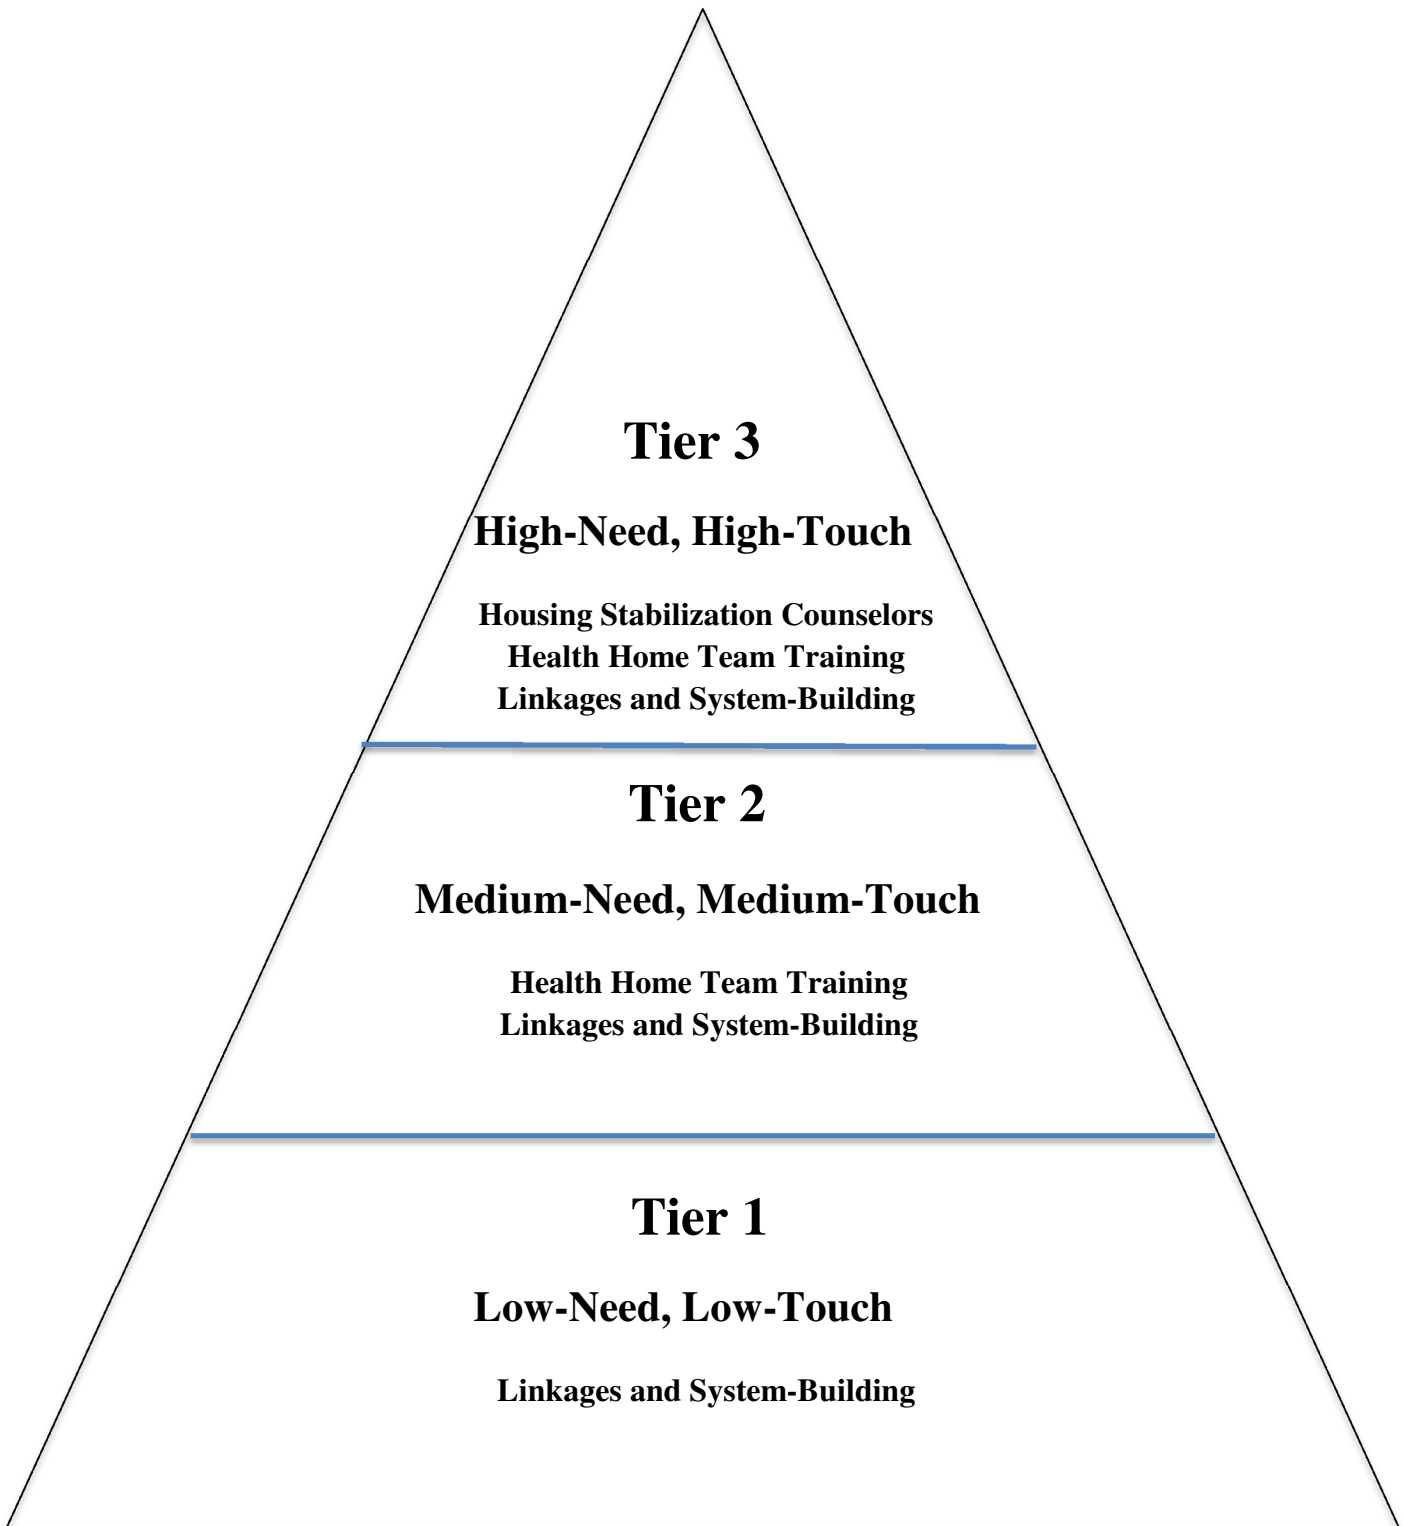 Tier 3
High-Need, High-Touch
Housing Stabilization Counselors
Health Home Team Training
Linkages and System-Building
Tier 2
Medium-Need, Medium-Touch
Health Home Team Training
Linkages and System-Building
Tier 1
Low-Need, Low-Touch
Linkages and System-Building